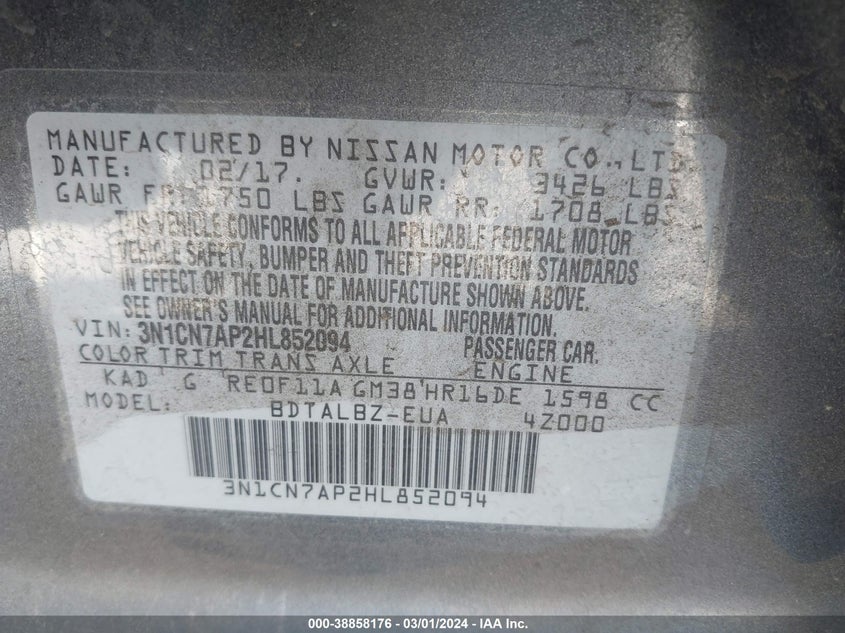 MANUFACTURED BY NISSAN MOTOR CO., LTD.
DATE: 02/17. GVWR: 3426 LBS
GAWR FRT 1750 LBS GAWR RR: 1708 LBS
THIS VEHICLE CONFORMS TO ALL APPLICABLE FEDERAL MOTOR
VEHICLE SAFETY, BUMPER AND THEFT PREVENTION STANDARDS
IN EFFECT ON THE DATE OF MANUFACTURE SHOWN ABOVE.
SEE OWNER'S MANUAL FOR ADDITIONAL INFORMATION.
VIN: 3N1CN7AP2HL852094 PASSENGER CAR.
COLOR TRIM TRANS AXLE ENGINE
KAD G RE0F11A GM38 HR16DE 1598 CC
MODEL: BDTALBZ-EUA 4Z000
3N1CN7AP2HL852094
000-38858176 - 03/01/2024 - IAA Inc.